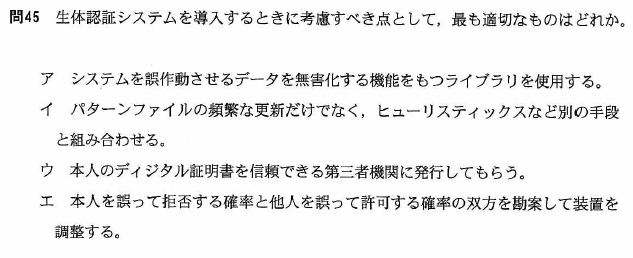 問45 生体認証システムを導入するときに考慮すべき点として，最も適切なものはどれか。
ア システムを誤作動させるデータを無害化する機能をもつライブラリを使用する。
イ パターンファイルの頻繁な更新だけでなく，ヒューリスティックスなど別の手段
と組み合わせる。
ウ 本人のディジタル証明書を信頼できる第三者機関に発行してもらう。
エ 本人を誤って拒否する確率と他人を誤って許可する確率の双方を勘案して装置を
調整する。